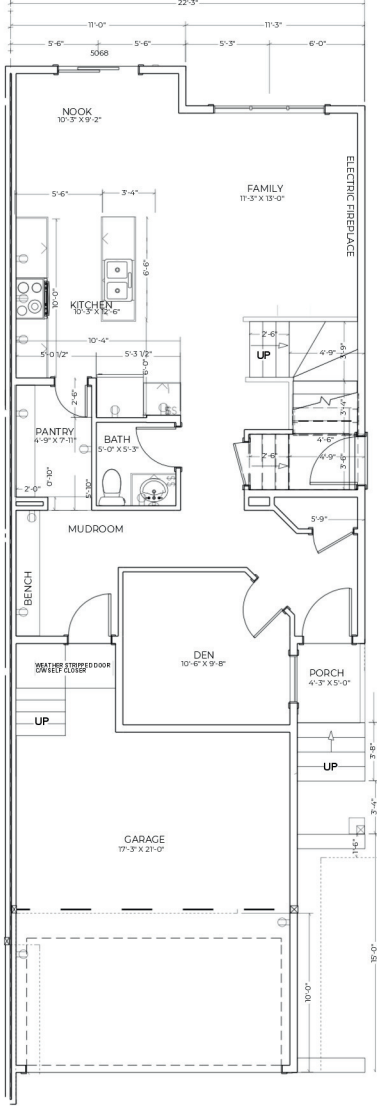 22'-3"
11'-0"
11'-3"
5'-6"
5'-6"
5'-3"
6'-0"
5068
NOOK
10'-3" X 9'-2"
FAMILY
11'-3" X 13'-0"
ELECTRIC FIREPLACE
5'-6"
3'-4"
6'-6"
10'-0"
KITCHEN
10'-3" X 12'-6"
10'-4"
5'-0 1/2"
5'-3 1/2"
6'-0"
2'-6"
UP
4'-9"
3'-6"
3'-4"
2'-6"
PANTRY
4'-9" X 7'-11"
BATH
5'-0" X 5'-3"
4'-6"
2'-6"
4'-9"
3'-6"
2'-0"
5'-10"
5'-9"
MUDROOM
BENCH
DEN
10'-6" X 9'-8"
WEATHER STRIPPED DOOR
C/W SELF CLOSER
UP
PORCH
4'-3" X 5'-0"
UP
3'-8"
3'-4"
GARAGE
17'-3" X 21'-0"
10'-0"
15'-0"